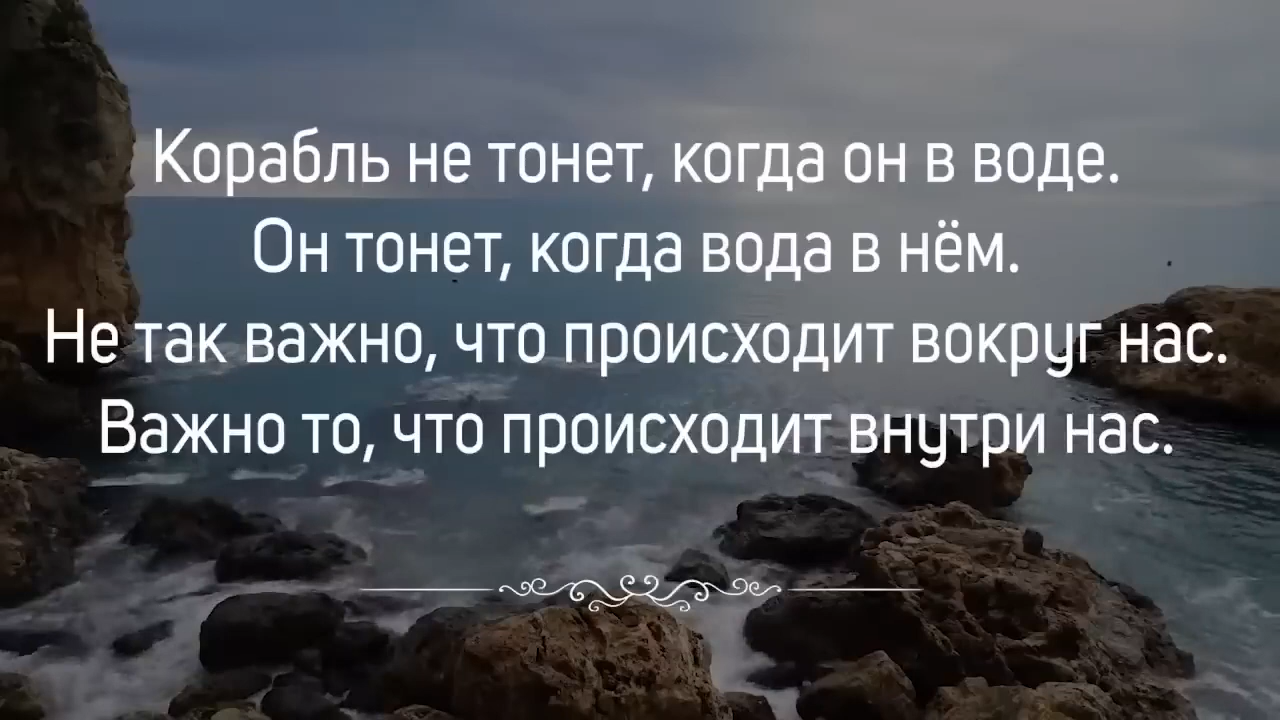 Корабль не тонет, когда он в воде.
Он тонет, когда вода в нём.
Не так важно, что происходит вокруг нас.
Важно то, что происходит внутри нас.